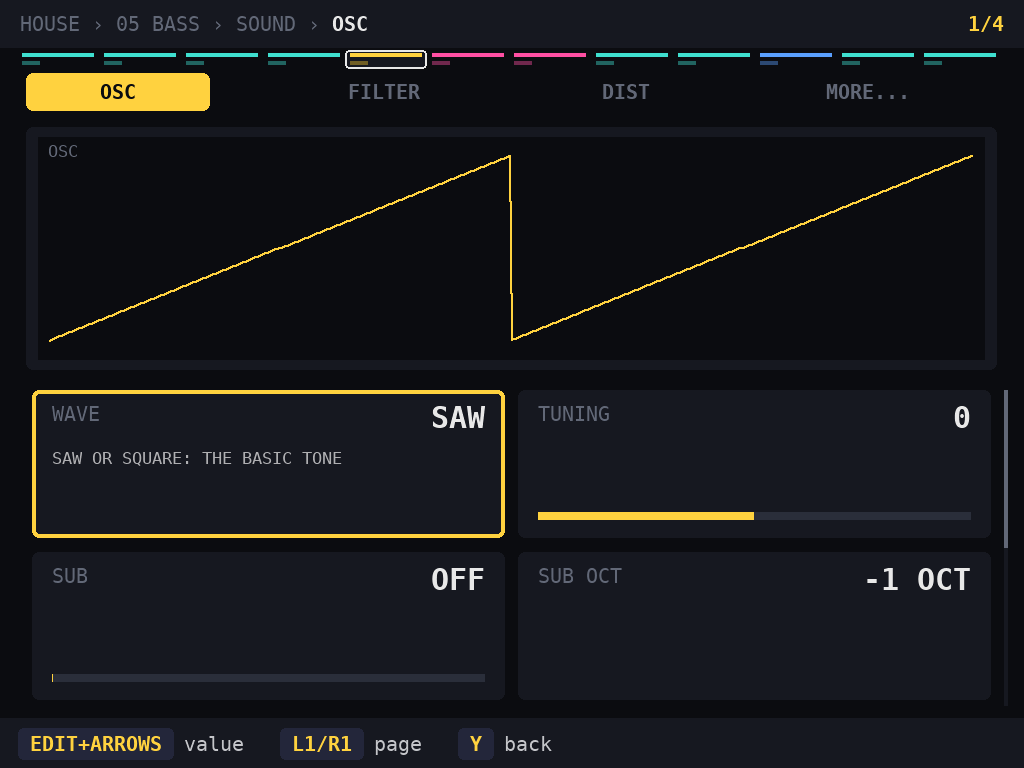 HOUSE › 05 BASS › SOUND › OSC 1/4
OSC FILTER DIST MORE...
OSC
WAVE SAW
SAW OR SQUARE: THE BASIC TONE
TUNING 0
SUB OFF
SUB OCT -1 OCT
EDIT+ARROWS value L1/R1 page Y back